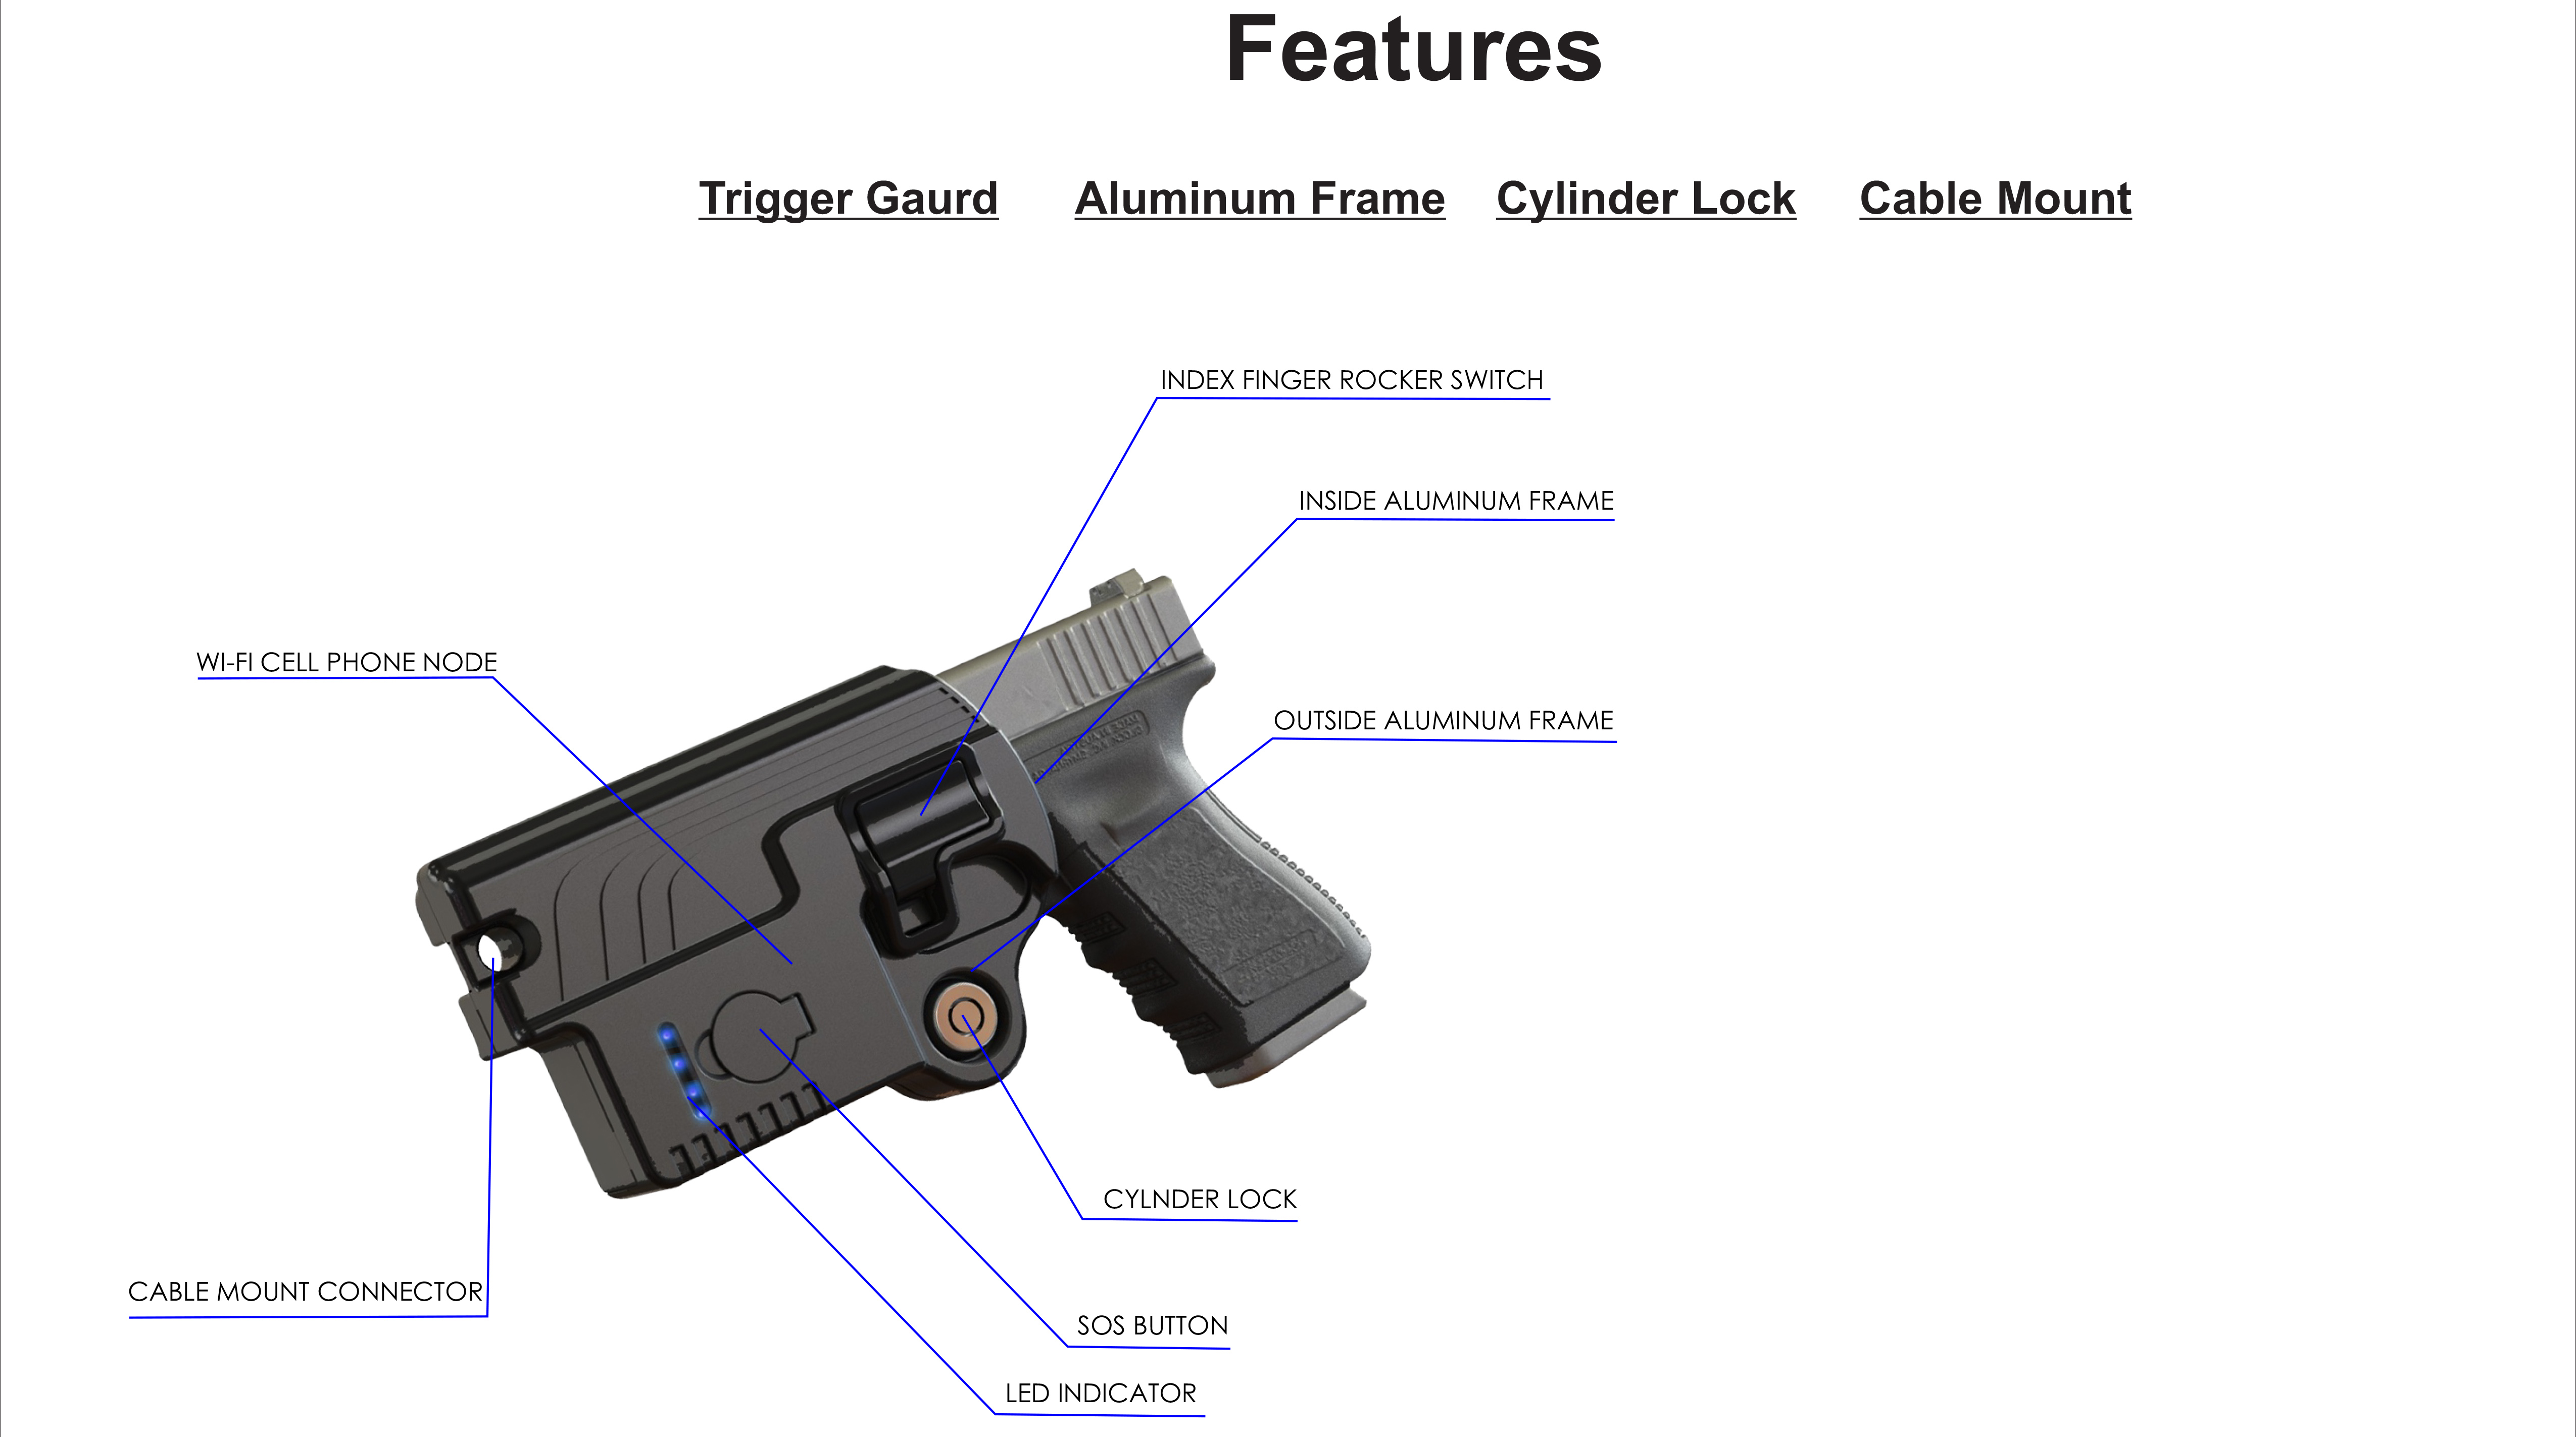 Features
Trigger Gaurd Aluminum Frame Cylinder Lock Cable Mount
INDEX FINGER ROCKER SWITCH
INSIDE ALUMINUM FRAME
WI-FI CELL PHONE NODE
OUTSIDE ALUMINUM FRAME
CYLNDER LOCK
CABLE MOUNT CONNECTOR
SOS BUTTON
LED INDICATOR